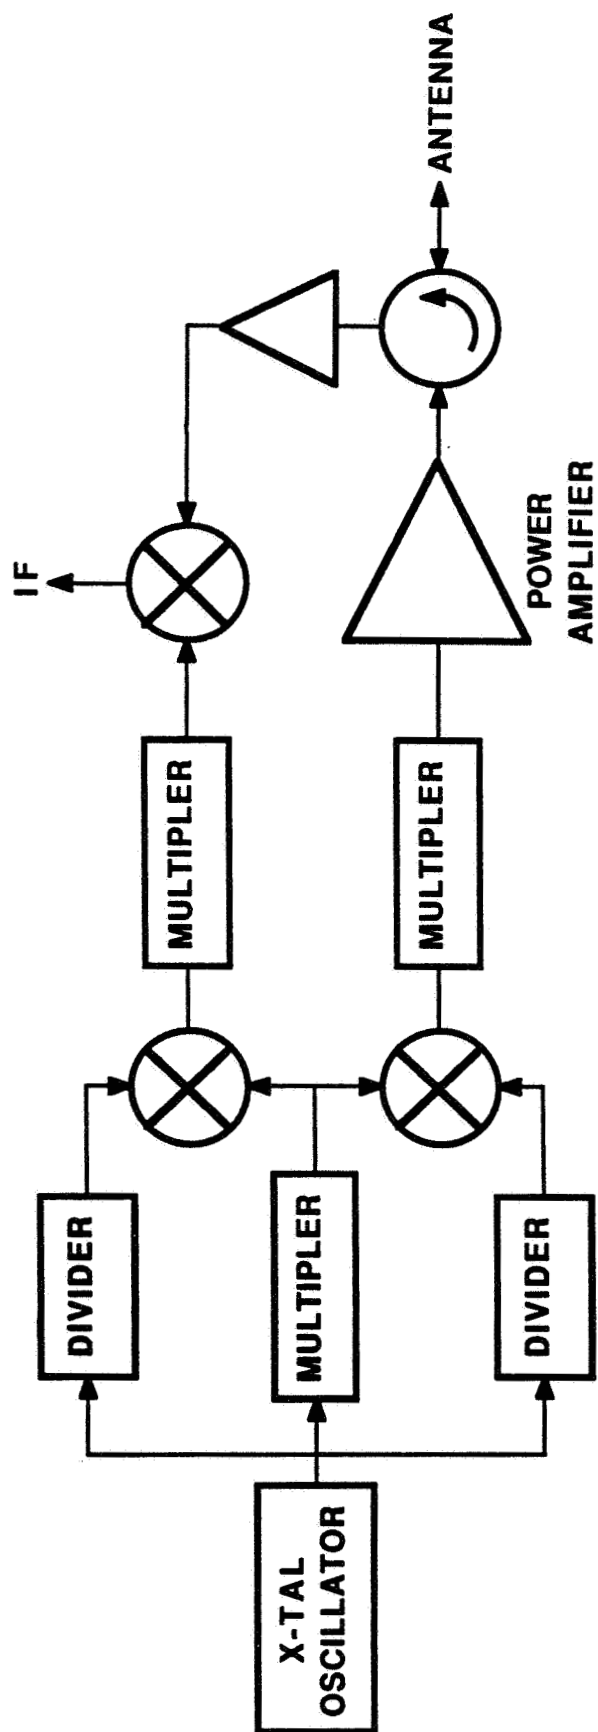 X-TAL
OSCILLATOR
DIVIDER
MULTIPLER
DIVIDER
MULTIPLER
MULTIPLER
IF
POWER
AMPLIFIER
ANTENNA